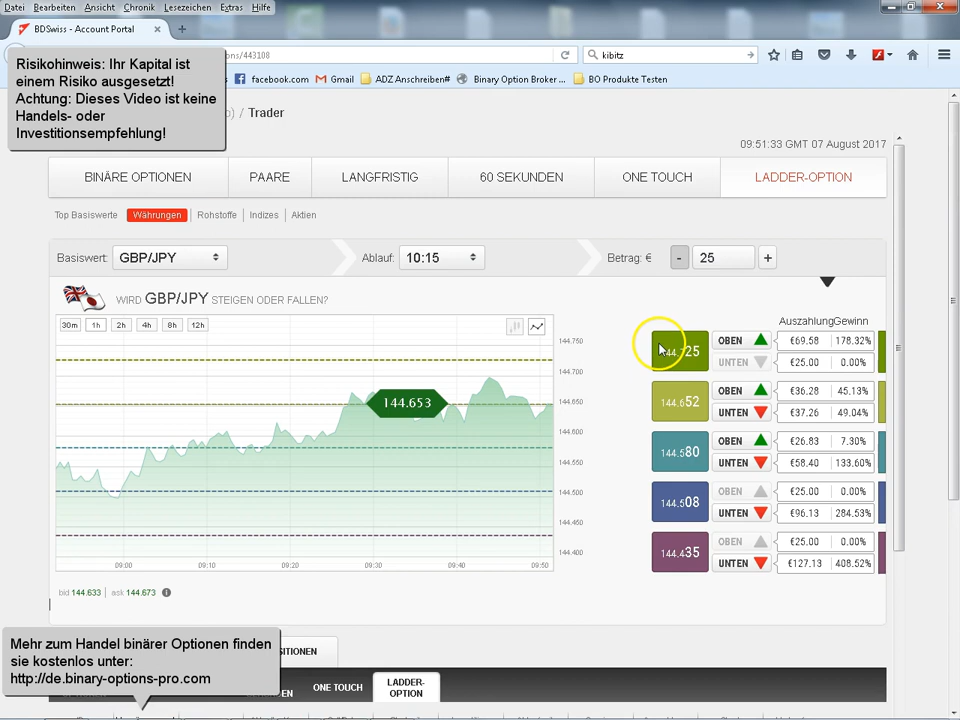 Datei Bearbeiten Ansicht Chronik Lesezeichen Extras Hilfe
BDSwiss - Account Portal
ons/443108
kibitz
Risikohinweis: Ihr Kapital ist
einem Risiko ausgesetzt!
Achtung: Dieses Video ist keine
Handels- oder
Investitionsempfehlung!
facebook.com Gmail ADZ Anschreiben# Binary Option Broker ... BO Produkte Testen
/ Trader
09:51:33 GMT 07 August 2017
BINÄRE OPTIONEN PAARE LANGFRISTIG 60 SEKUNDEN ONE TOUCH LADDER-OPTION
Top Basiswerte Währungen Rohstoffe Indizes Aktien
Basiswert: GBP/JPY Ablauf: 10:15 Betrag: € - 25 +
WIRD GBP/JPY STEIGEN ODER FALLEN?
30m 1h 2h 4h 8h 12h
144.750
144.700
144.650
144.600
144.550
144.500
144.450
144.400
144.653
09:00 09:10 09:20 09:30 09:40 09:50
bid 144.633 ask 144.673
Auszahlung Gewinn
144.725 OBEN €69.58 178.32%
UNTEN €25.00 0.00%
144.652 OBEN €36.28 45.13%
UNTEN €37.26 49.04%
144.580 OBEN €26.83 7.30%
UNTEN €58.40 133.60%
144.508 OBEN €25.00 0.00%
UNTEN €96.13 284.53%
144.435 OBEN €25.00 0.00%
UNTEN €127.13 408.52%
Mehr zum Handel binärer Optionen finden
sie kostenlos unter:
http://de.binary-options-pro.com
SITIONEN
ONE TOUCH
LADDER-
OPTION